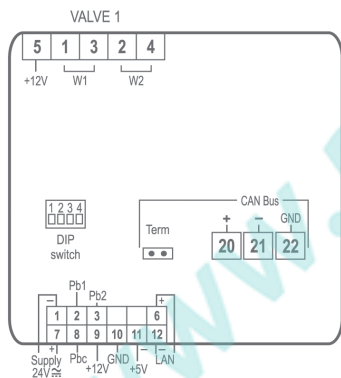 VALVE 1
5 1 3 2 4
+12V W1 W2
CAN Bus
1 2 3 4
Term + − GND
DIP
switch
20 21 22
Pb1
Pb2
− +
1 2 3 6
7 8 9 10 11 12
+ − −
Supply Pbc +12V GND +5V LAN
24V